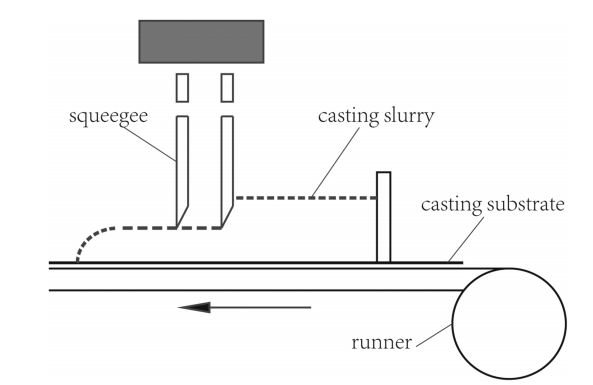 squeegee
casting slurry
casting substrate
runner